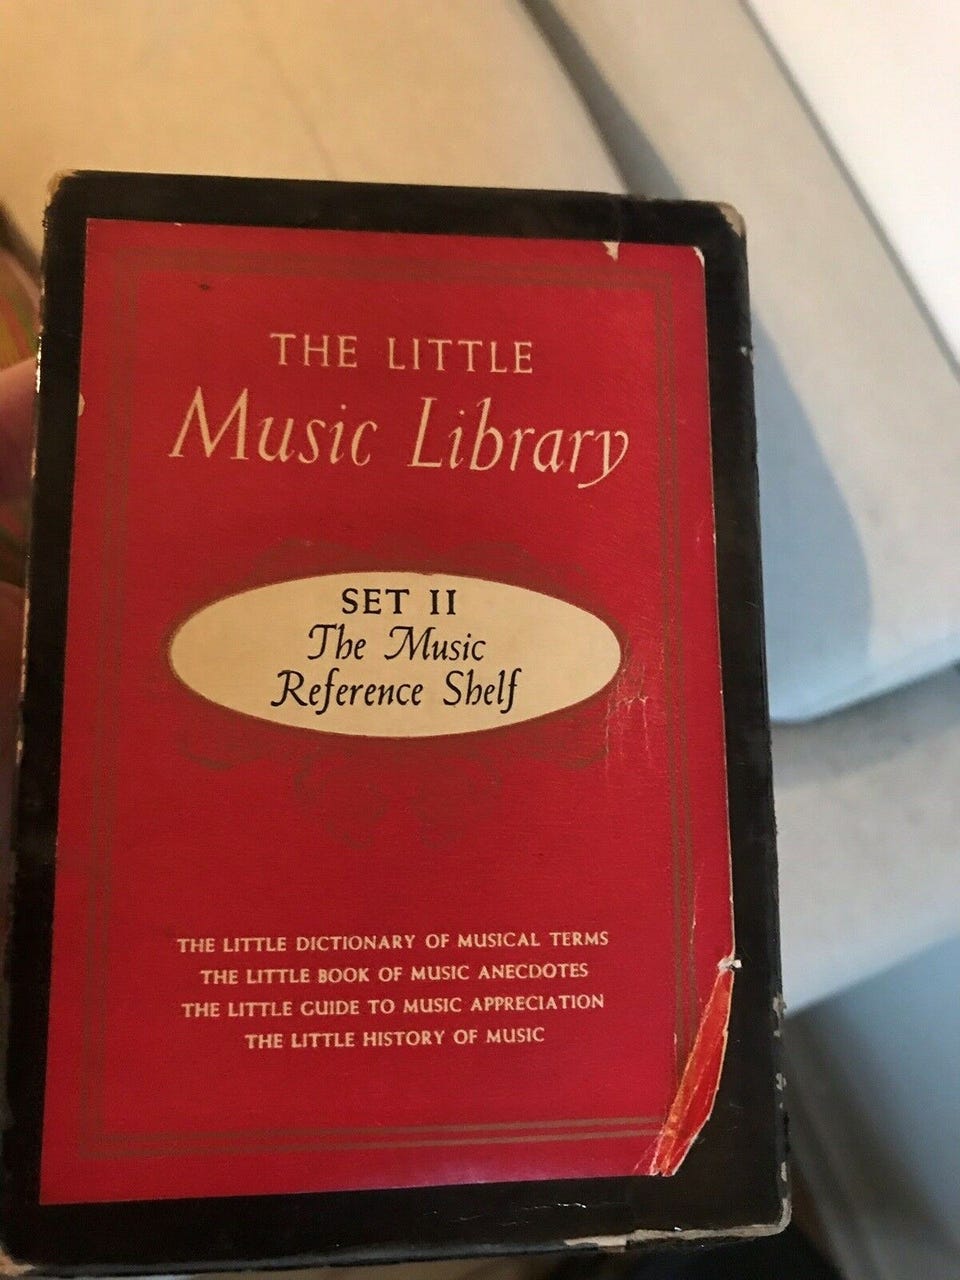 THE LITTLE
Music Library
SET II
The Music
Reference Shelf
THE LITTLE DICTIONARY OF MUSICAL TERMS
THE LITTLE BOOK OF MUSIC ANECDOTES
THE LITTLE GUIDE TO MUSIC APPRECIATION
THE LITTLE HISTORY OF MUSIC